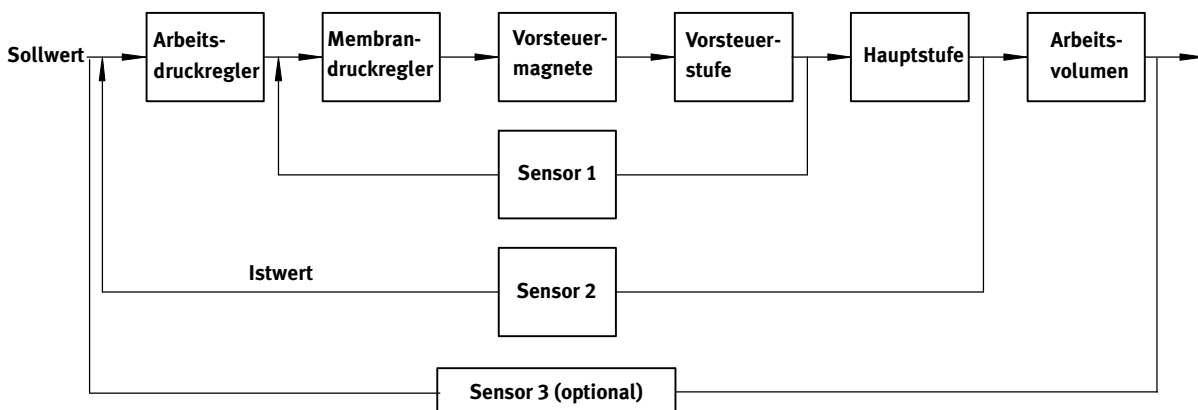 Sollwert
Arbeits-
druckregler
Membran-
druckregler
Vorsteuer-
magnete
Vorsteuer-
stufe
Hauptstufe
Arbeits-
volumen
Sensor 1
Istwert
Sensor 2
Sensor 3 (optional)